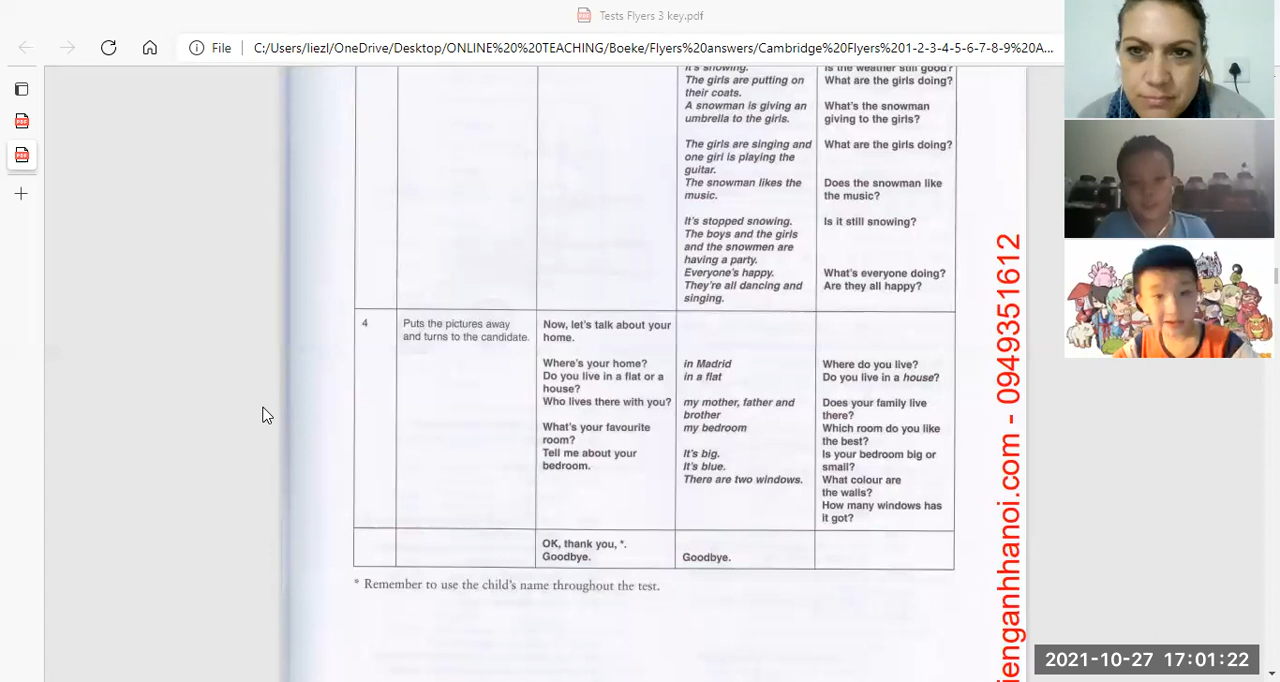 Tests Flyers 3 key.pdf
File
C:/Users/liezl/OneDrive/Desktop/ONLINE%20%20TEACHING/Boeke/Flyers%20answers/Cambridge%20Flyers%201-2-3-4-5-6-7-8-9%20A...
It's snowing.
The girls are putting on
their coats.
A snowman is giving an
umbrella to the girls.
The girls are singing and
one girl is playing the
guitar.
The snowman likes the
music.
It's stopped snowing.
The boys and the girls
and the snowmen are
having a party.
Everyone's happy.
They're all dancing and
singing.
Is the weather still good?
What are the girls doing?
What's the snowman
giving to the girls?
What are the girls doing?
Does the snowman like
the music?
Is it still snowing?
What's everyone doing?
Are they all happy?
4
Puts the pictures away
and turns to the candidate.
Now, let's talk about your
home.
Where's your home?
Do you live in a flat or a
house?
Who lives there with you?
What's your favourite
room?
Tell me about your
bedroom.
in Madrid
in a flat
my mother, father and
brother
my bedroom
It's big.
It's blue.
There are two windows.
Where do you live?
Do you live in a house?
Does your family live
there?
Which room do you like
the best?
Is your bedroom big or
small?
What colour are
the walls?
How many windows has
it got?
OK, thank you, *.
Goodbye.
Goodbye.
* Remember to use the child's name throughout the test.
ienganhhanoi.com - 0949351612
2021-10-27 17:01:22